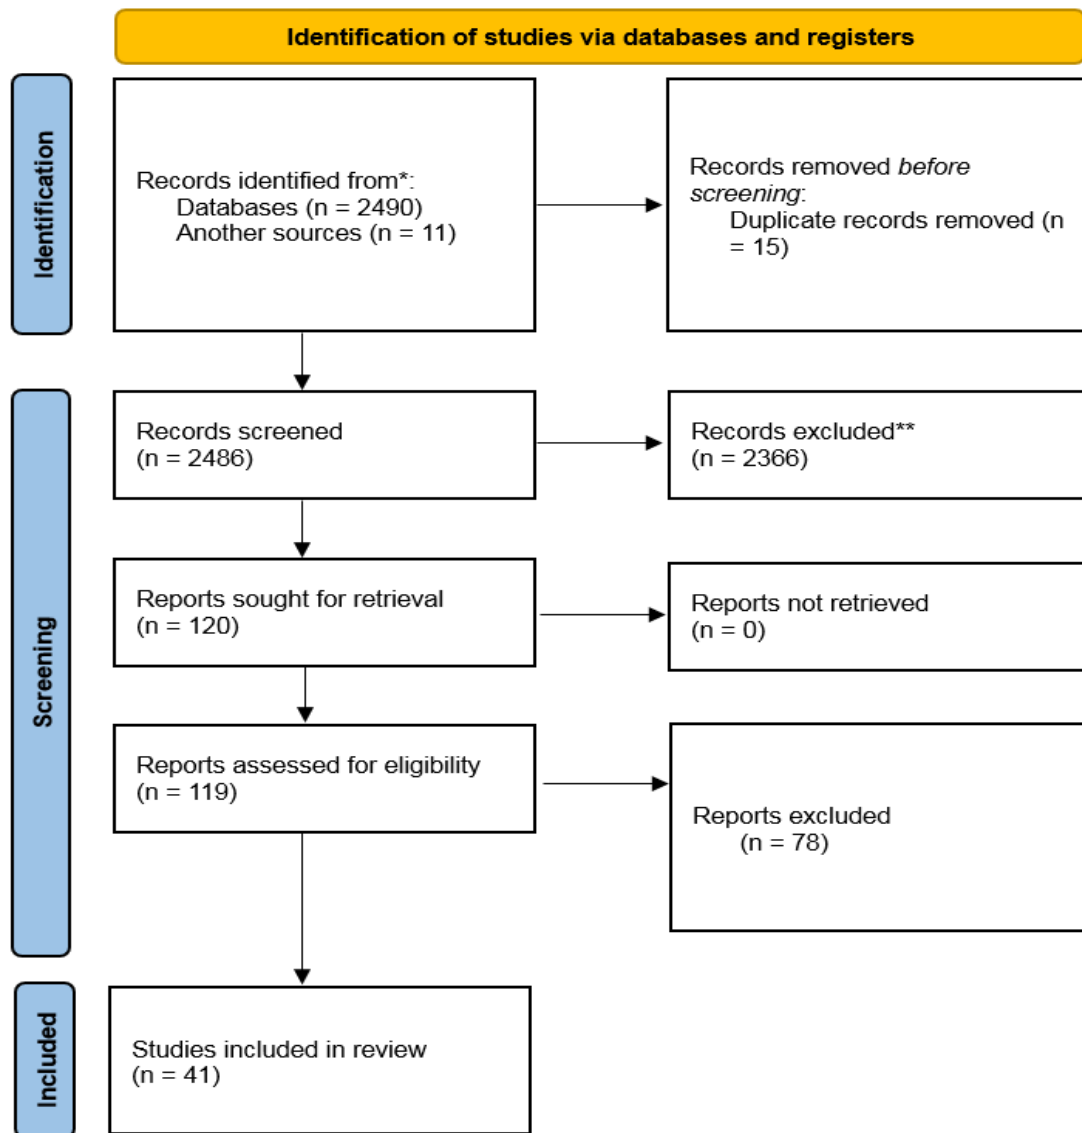 Identification of studies via databases and registers
Identification
Records identified from*:
Databases (n = 2490)
Another sources (n = 11)
Records removed before
screening:
Duplicate records removed (n
= 15)
Screening
Records screened
(n = 2486)
Records excluded**
(n = 2366)
Reports sought for retrieval
(n = 120)
Reports not retrieved
(n = 0)
Reports assessed for eligibility
(n = 119)
Reports excluded
(n = 78)
Included
Studies included in review
(n = 41)